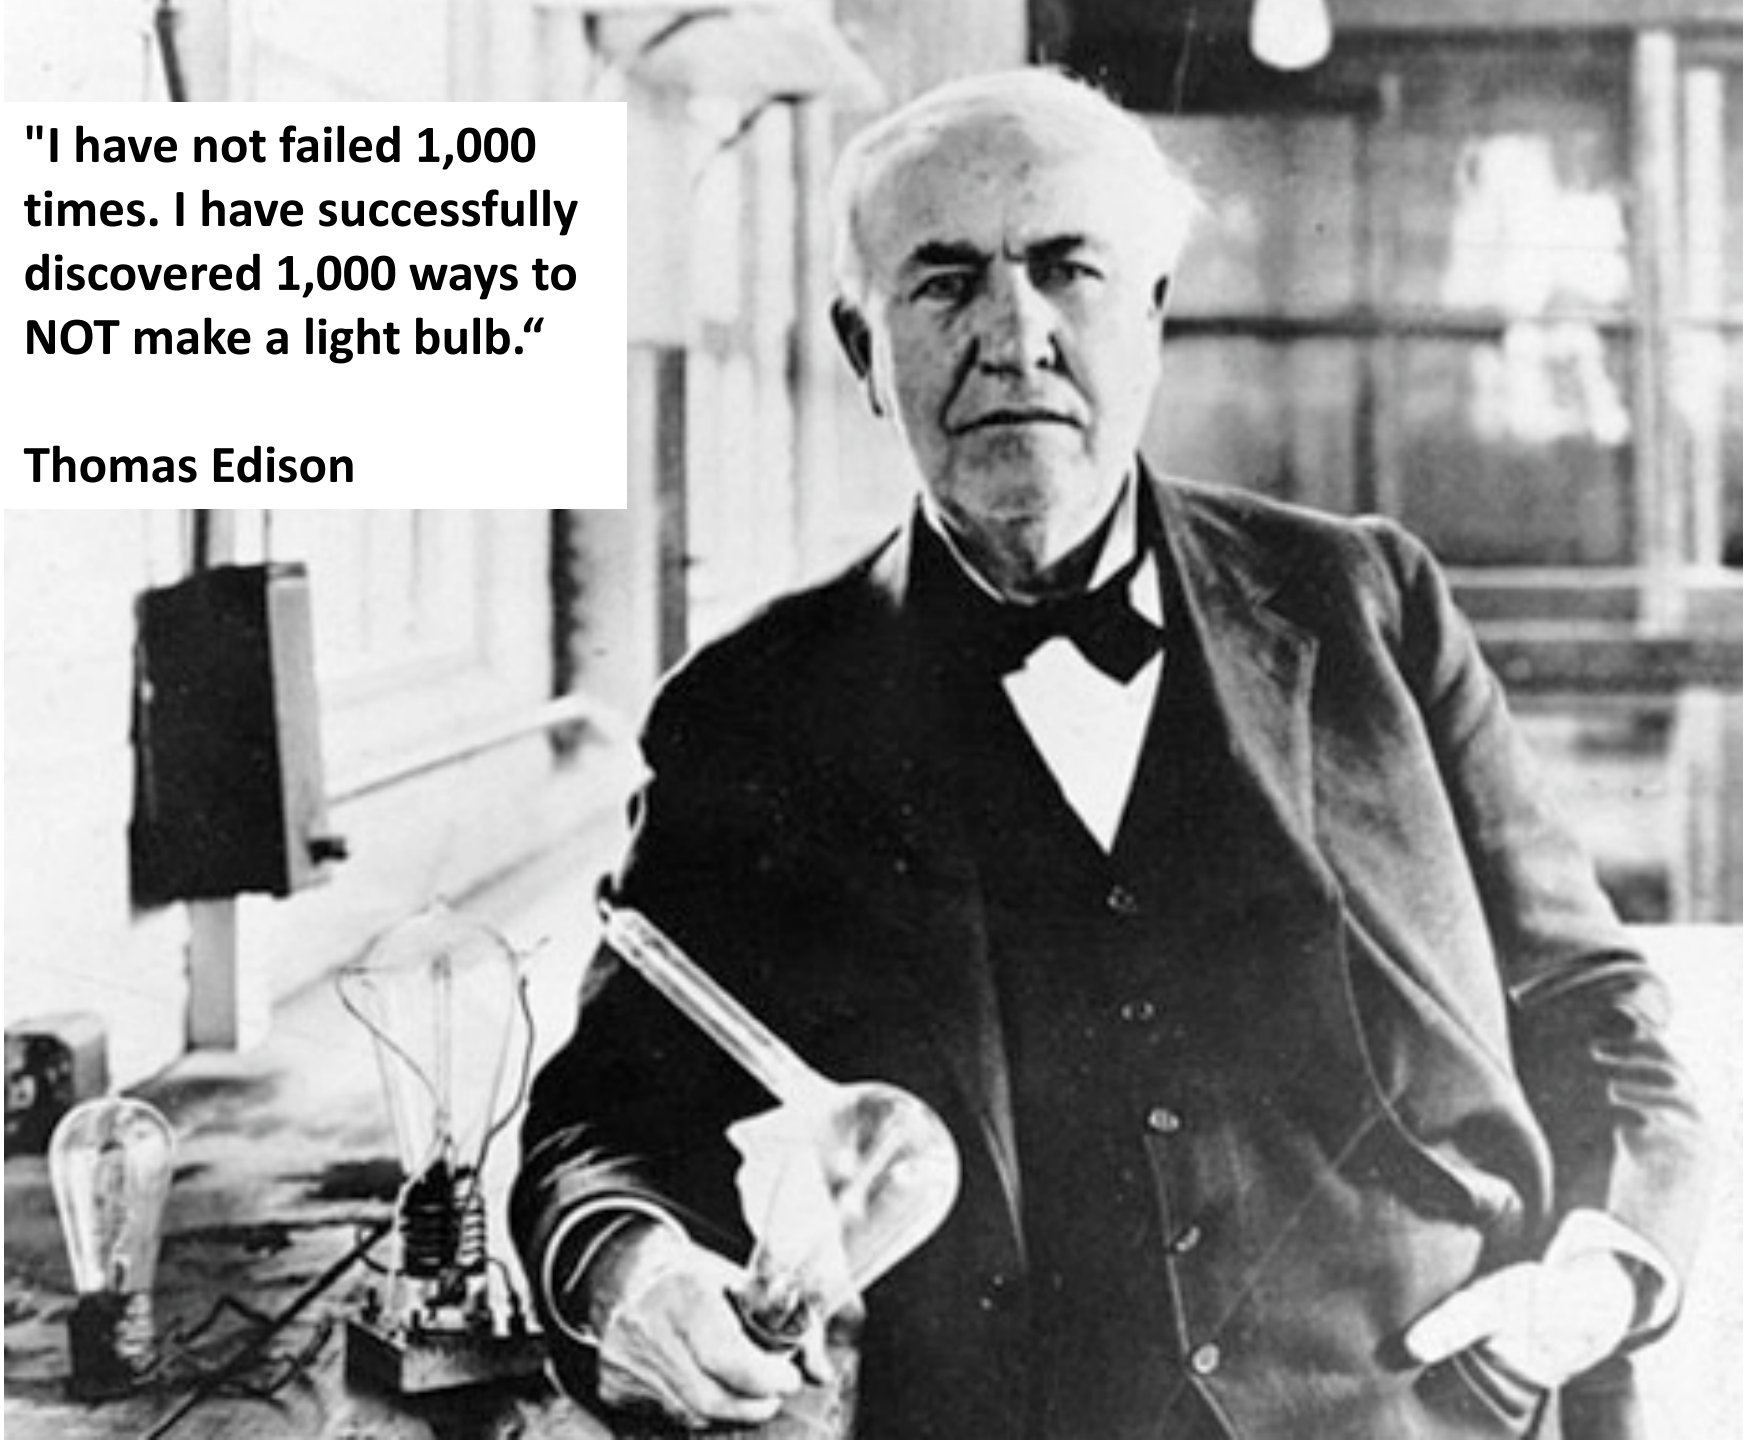 "I have not failed 1,000
times. I have successfully
discovered 1,000 ways to
NOT make a light bulb.“
Thomas Edison